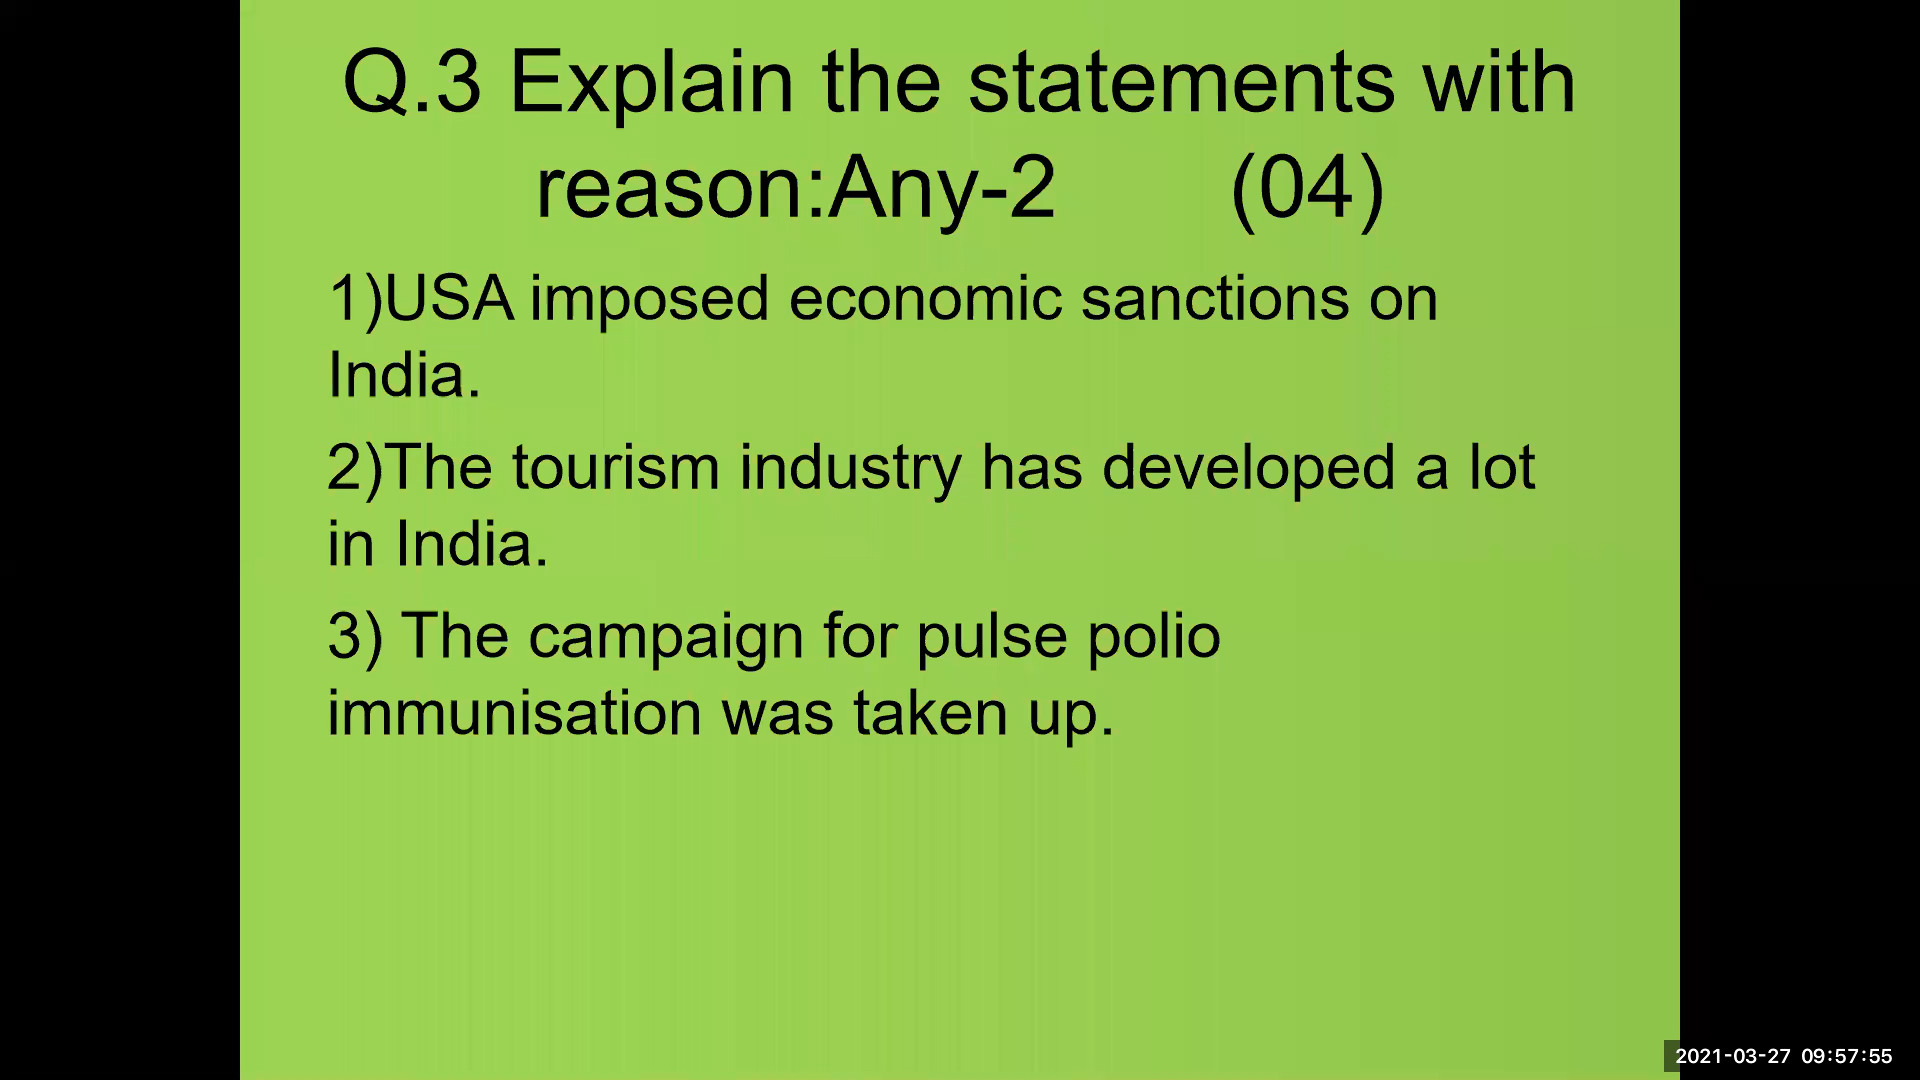 Q.3 Explain the statements with
reason:Any-2 (04)
1)USA imposed economic sanctions on
India.
2)The tourism industry has developed a lot
in India.
3) The campaign for pulse polio
immunisation was taken up.
2021-03-27 09:57:55